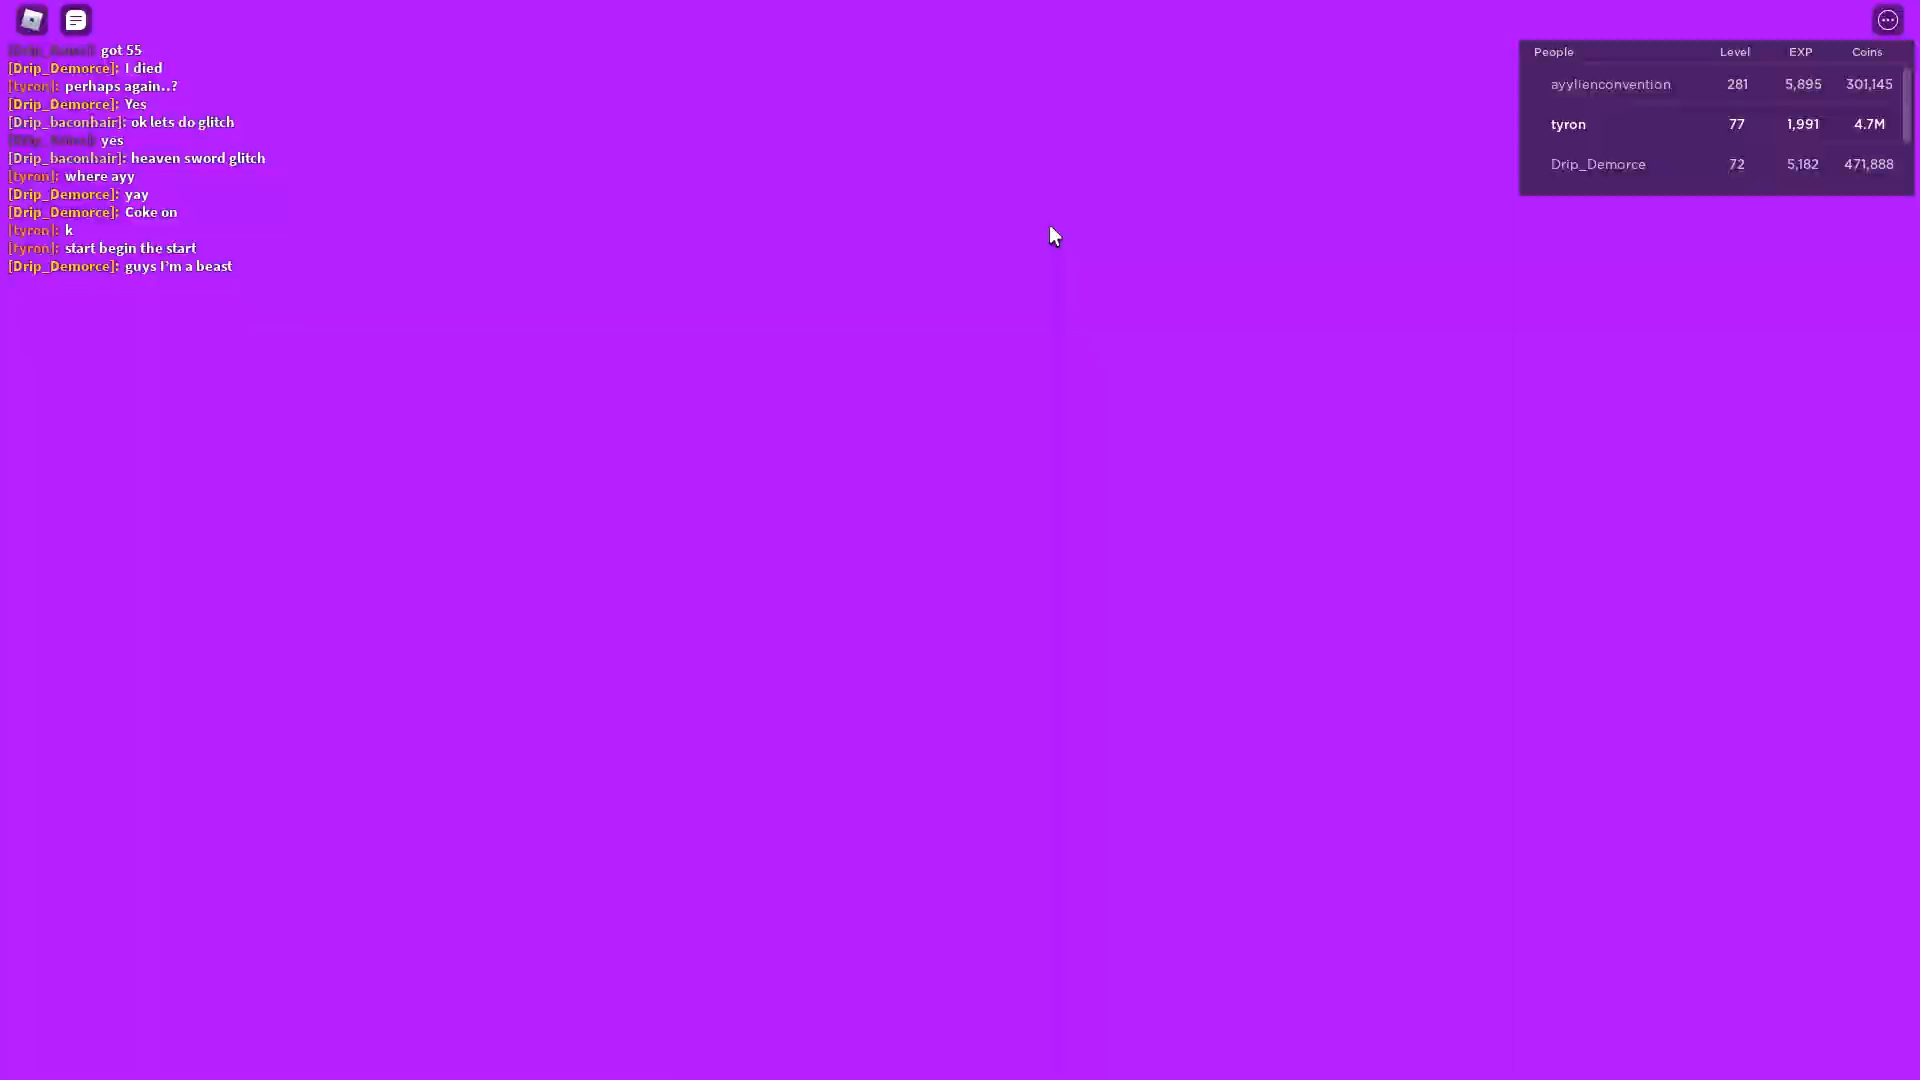 got 55
[Drip_Demorce]: I died
[tyron]: perhaps again..?
[Drip_Demorce]: Yes
[Drip_baconhair]: ok lets do glitch
yes
[Drip_baconhair]: heaven sword glitch
[tyron]: where ayy
[Drip_Demorce]: yay
[Drip_Demorce]: Coke on
[tyron]: k
[tyron]: start begin the start
[Drip_Demorce]: guys I'm a beast
People Level EXP Coins
ayylienconvention 281 5,895 301,145
tyron 77 1,991 4.7M
Drip_Demorce 72 5,182 471,888